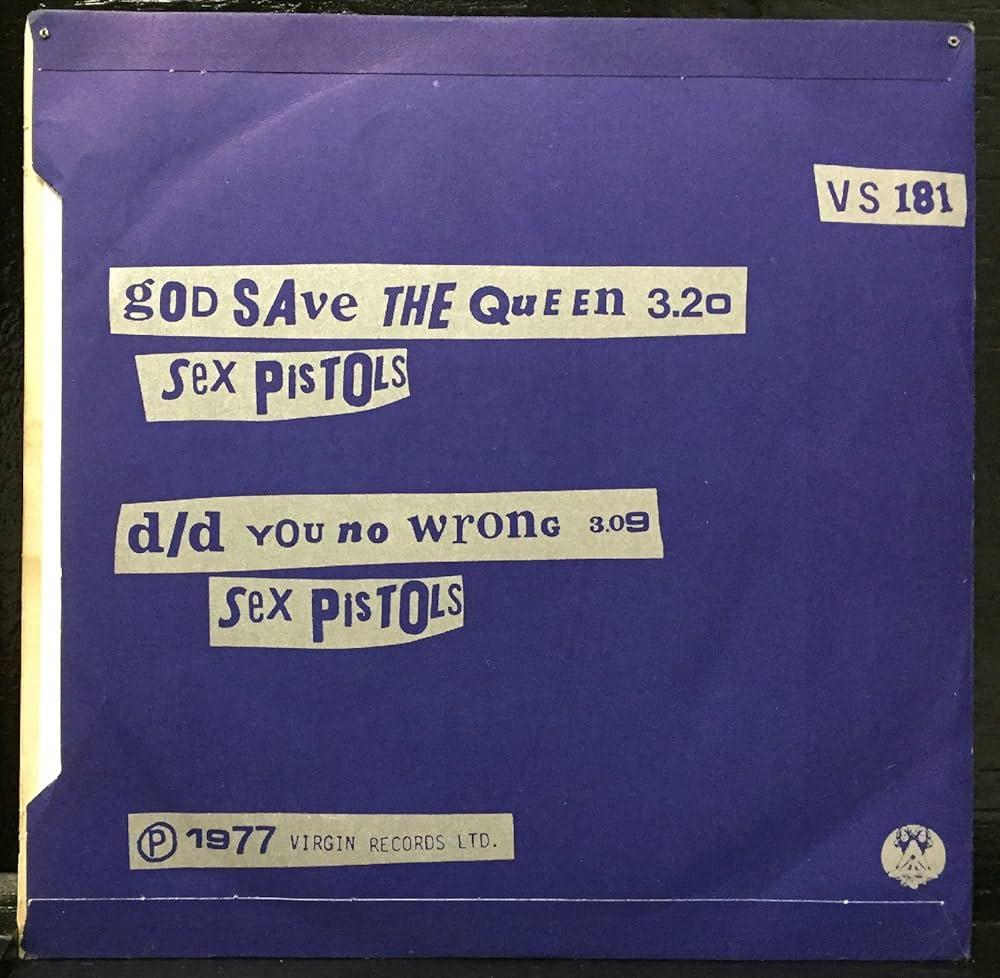 VS 181
gOD SAve THE QuEEn 3.20
Sex PisTOLS
d/d YOU no wronG 3.09
Sex PisTOLS
Ⓟ 1977 VIRGIN RECORDS LTD.